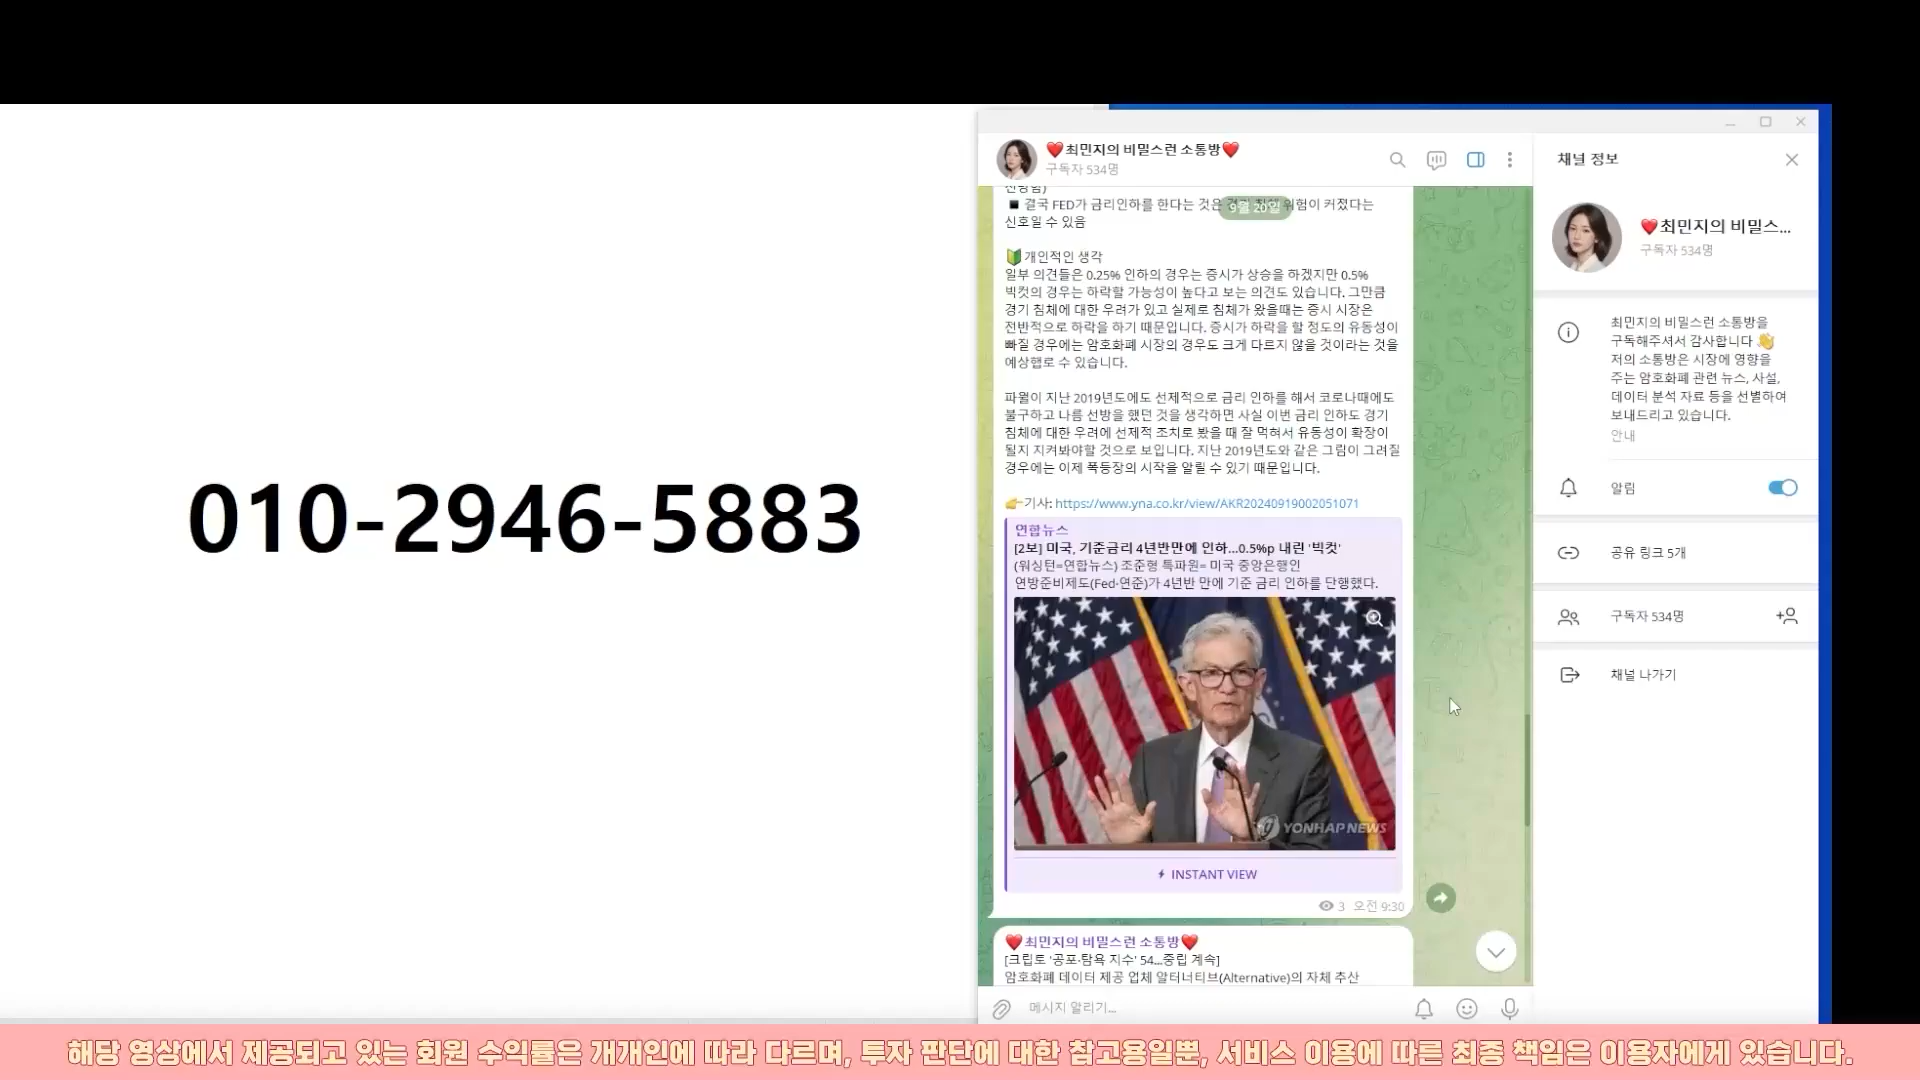 010-2946-5883
❤️최민지의 비밀스런 소통방❤️
구독자 534명
9월 20일
■ 결국 FED가 금리인하를 한다는 것은 위험이 커졌다는
신호일 수 있음
🔰개인적인 생각
일부 의견들은 0.25% 인하의 경우는 증시가 상승을 하겠지만 0.5%
빅컷의 경우는 하락할 가능성이 높다고 보는 의견도 있습니다. 그만큼
경기 침체에 대한 우려가 있고 실제로 침체가 왔을때는 증시 시장은
전반적으로 하락을 하기 때문입니다. 증시가 하락을 할 정도의 유동성이
빠질 경우에는 암호화폐 시장의 경우도 크게 다르지 않을 것이라는 것을
예상햅로 수 있습니다.
파월이 지난 2019년도에도 선제적으로 금리 인하를 해서 코로나때에도
불구하고 나름 선방을 했던 것을 생각하면 사실 이번 금리 인하도 경기
침체에 대한 우려에 선제적 조치로 봤을 때 잘 먹혀서 유동성이 확장이
될지 지켜봐야할 것으로 보입니다. 지난 2019년도와 같은 그림이 그려질
경우에는 이제 폭등장의 시작을 알릴 수 있기 때문입니다.
👉기사: https://www.yna.co.kr/view/AKR20240919002051071
연합뉴스
[2보] 미국, 기준금리 4년반만에 인하...0.5%p 내린 '빅컷'
(워싱턴=연합뉴스) 조준형 특파원= 미국 중앙은행인
연방준비제도(Fed·연준)가 4년반 만에 기준 금리 인하를 단행했다.
YONHAP NEWS
INSTANT VIEW
3 오전 9:30
❤️최민지의 비밀스런 소통방❤️
[크립토 '공포·탐욕 지수' 54...중립 계속]
암호화폐 데이터 제공 업체 알터너티브(Alternative)의 자체 추산
메시지 알리기...
채널 정보
❤️최민지의 비밀스...
구독자 534명
최민지의 비밀스런 소통방을
구독해주셔서 감사합니다 👋
저의 소통방은 시장에 영향을
주는 암호화폐 관련 뉴스, 사설,
데이터 분석 자료 등을 선별하여
보내드리고 있습니다.
안내
알림
공유 링크 5개
구독자 534명
채널 나가기
해당 영상에서 제공되고 있는 회원 수익률은 개개인에 따라 다르며, 투자 판단에 대한 참고용일뿐, 서비스 이용에 따른 최종 책임은 이용자에게 있습니다.